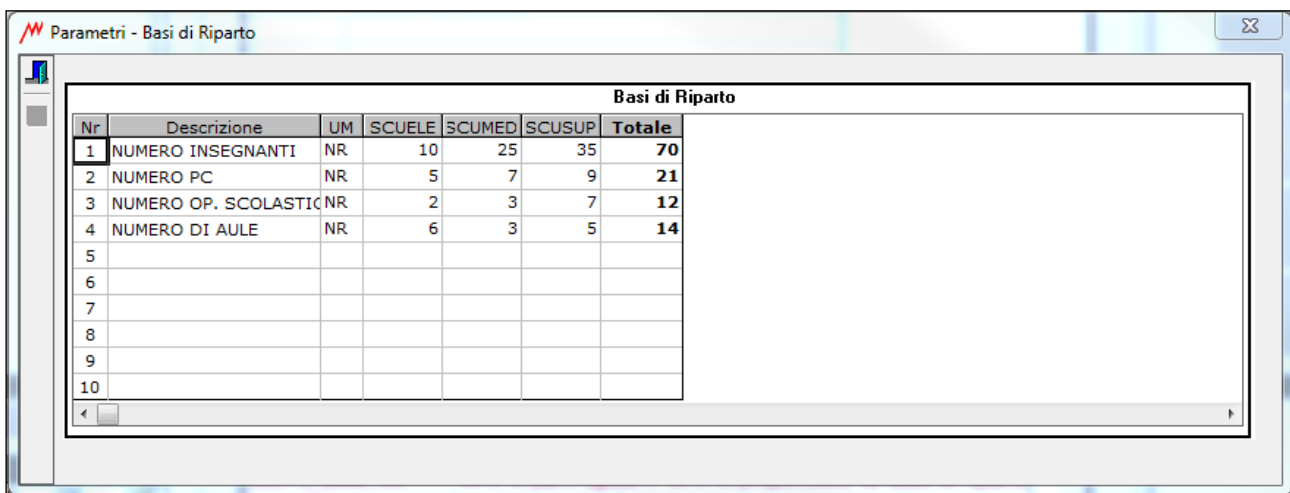 Parametri - Basi di Riparto
Basi di Riparto
Nr Descrizione UM SCUELE SCUMED SCUSUP Totale
1 NUMERO INSEGNANTI NR 10 25 35 70
2 NUMERO PC NR 5 7 9 21
3 NUMERO OP. SCOLASTIC NR 2 3 7 12
4 NUMERO DI AULE NR 6 3 5 14
5
6
7
8
9
10